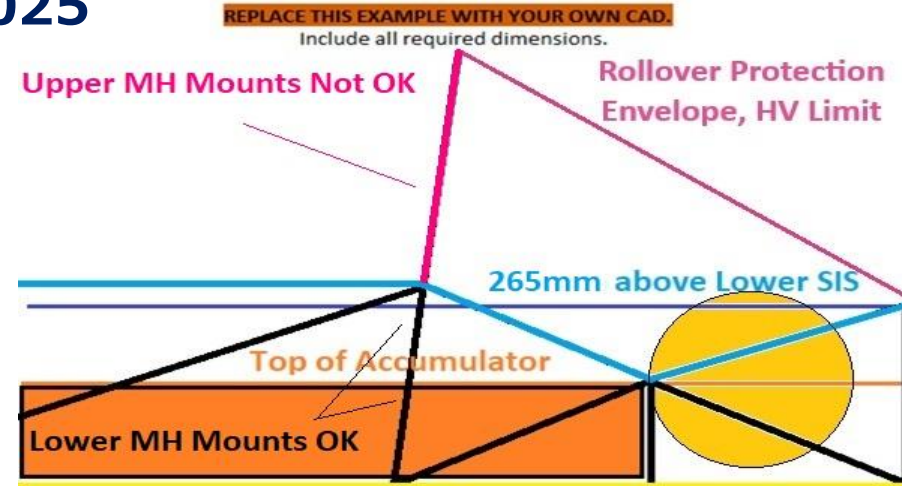 025
REPLACE THIS EXAMPLE WITH YOUR OWN CAD.
Include all required dimensions.
Upper MH Mounts Not OK
Rollover Protection
Envelope, HV Limit
265mm above Lower SIS
Top of Accumulator
Lower MH Mounts OK